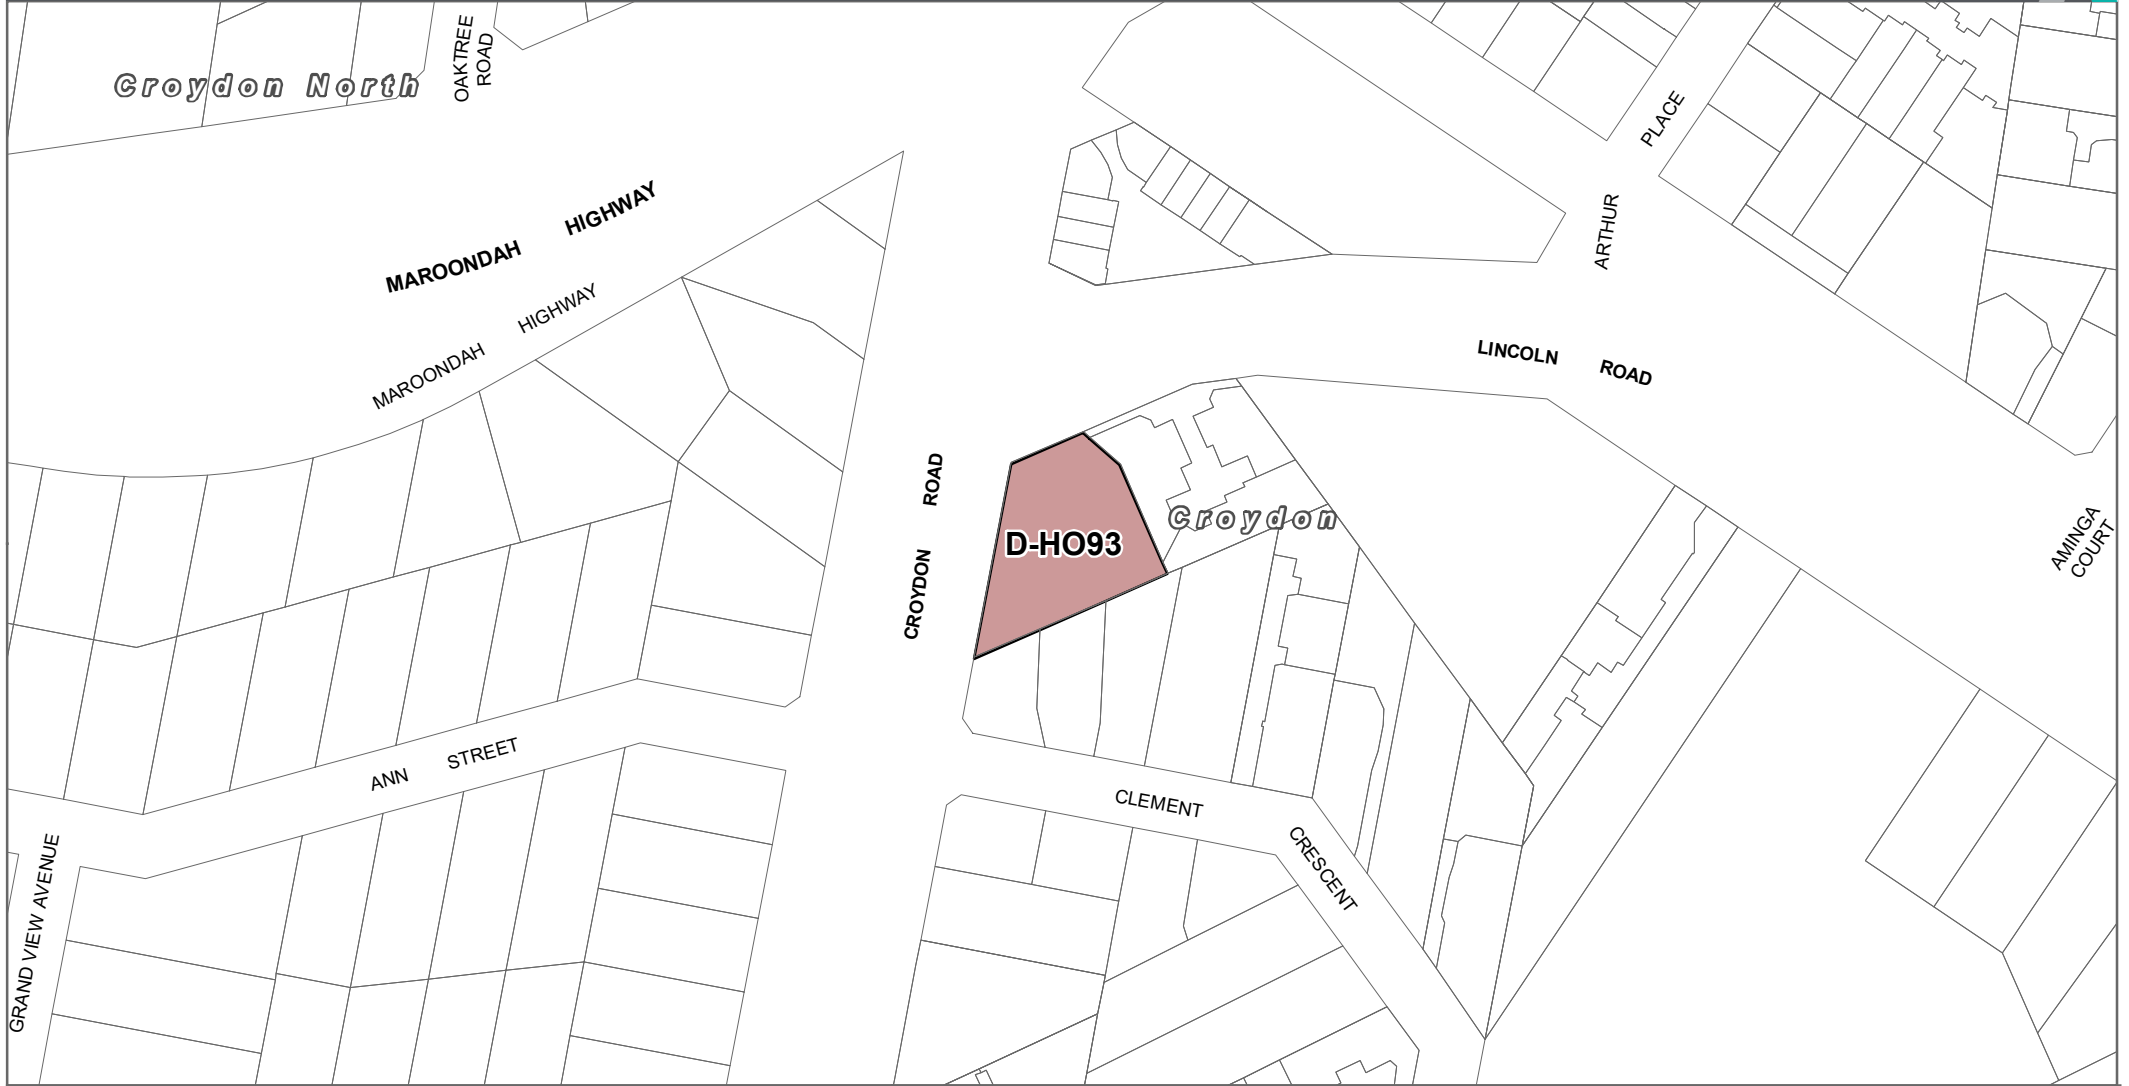 OAKTREE
ROAD
Croydon North
PLACE
MAROONDAH HIGHWAY
ARTHUR
MAROONDAH HIGHWAY
LINCOLN ROAD
CROYDON ROAD
Croydon
D-HO93
AMINGA
COURT
ANN STREET
CLEMENT
CRESCENT
GRAND VIEW AVENUE